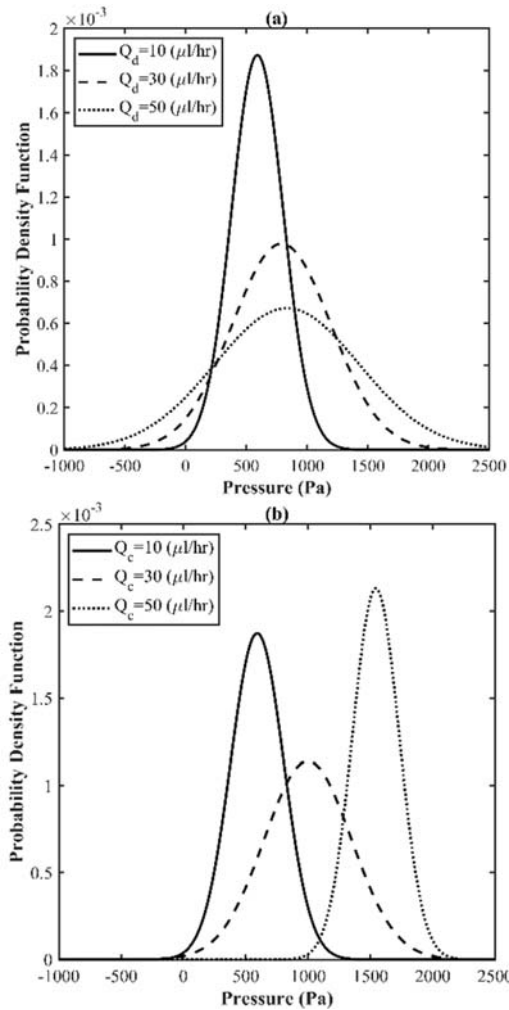 (a)
×10⁻³
Q_d=10 (μl/hr)
Q_d=30 (μl/hr)
Q_d=50 (μl/hr)
Probability Density Function
2
1.8
1.6
1.4
1.2
1
0.8
0.6
0.4
0.2
0
-1000 -500 0 500 1000 1500 2000 2500
Pressure (Pa)
(b)
×10⁻³
Q_c=10 (μl/hr)
Q_c=30 (μl/hr)
Q_c=50 (μl/hr)
Probability Density Function
2.5
2
1.5
1
0.5
0
-1000 -500 0 500 1000 1500 2000 2500
Pressure (Pa)